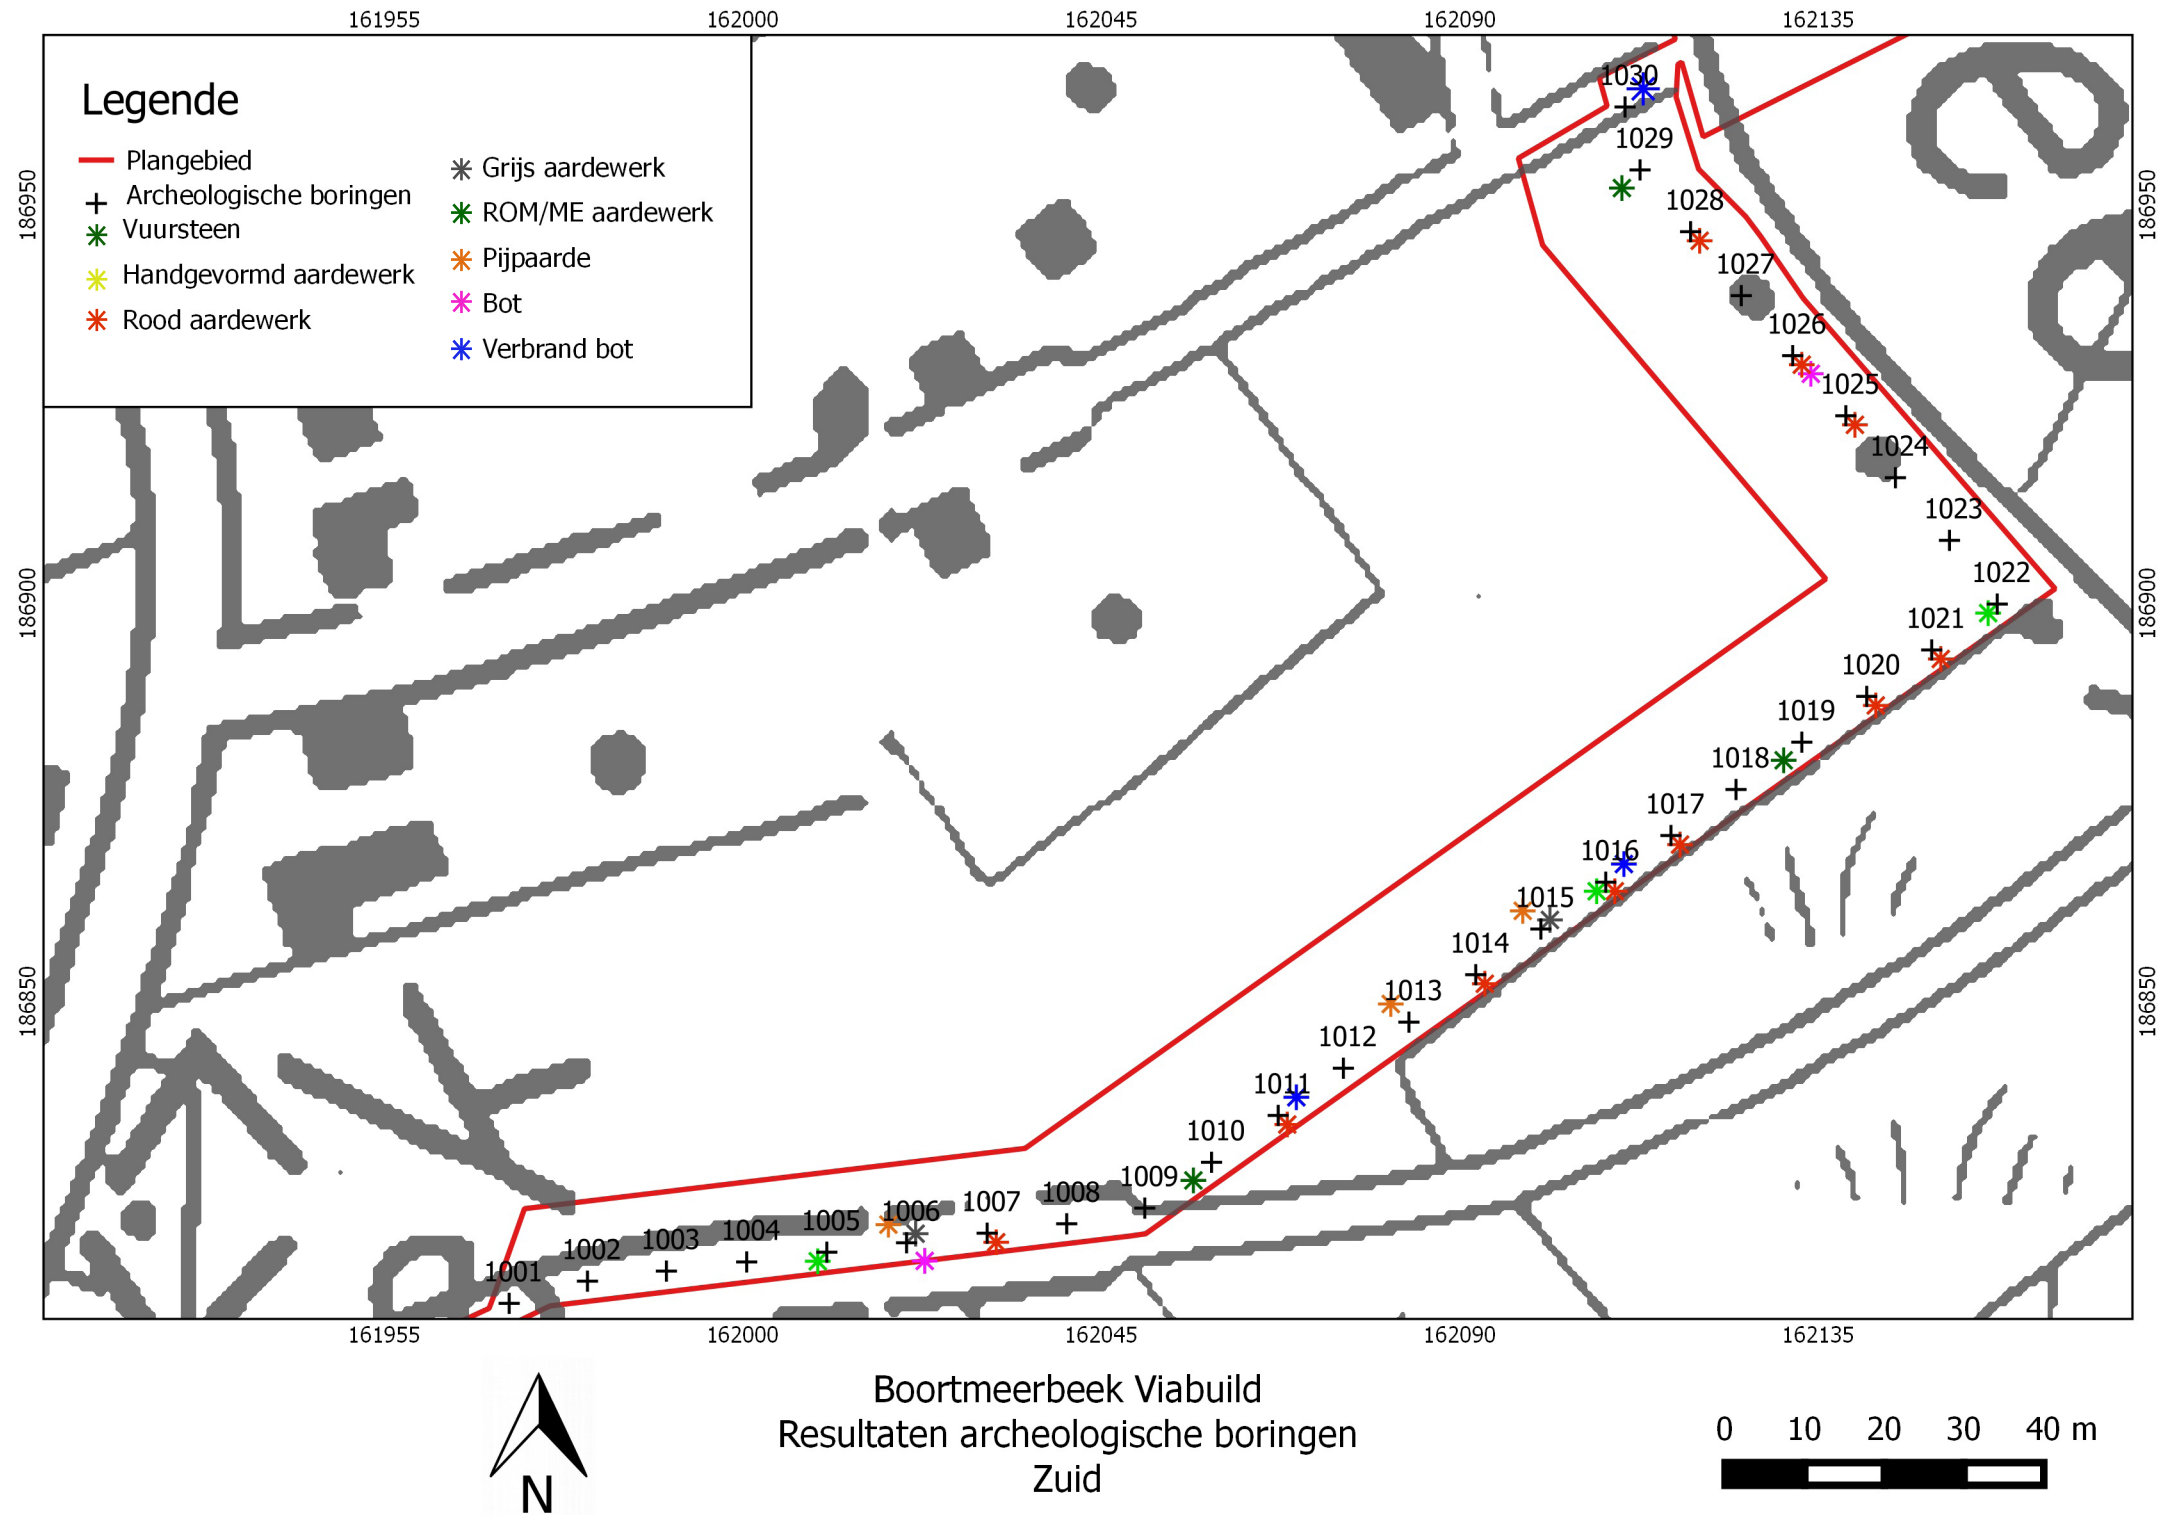 161955 162000 162045 162090 162135
Legende
Plangebied
Archeologische boringen
Vuursteen
Handgevormd aardewerk
Rood aardewerk
Grijs aardewerk
ROM/ME aardewerk
Pijpaarde
Bot
Verbrand bot
186950 186950
186900 186900
186850 186850
1030
1029
1028
1027
1026
1025
1024
1023
1022
1021
1020
1019
1018
1017
1016
1015
1014
1013
1012
1011
1010
1009
1008
1007
1006
1005
1004
1003
1002
1001
161955 162000 162045 162090 162135
N
Boortmeerbeek Viabuild
Resultaten archeologische boringen
Zuid
0 10 20 30 40 m